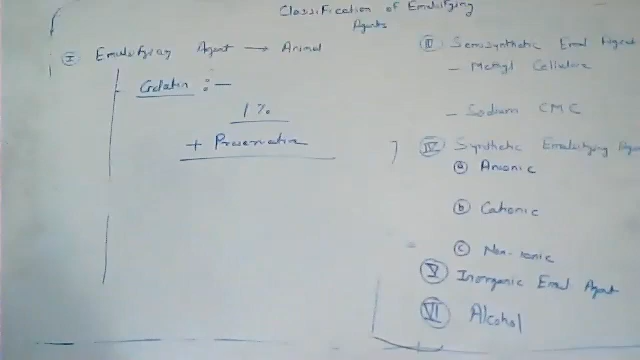 Classification of Emulsifying
Agents
I Emulsifying Agent → Animal
Gelatin :-
1%
+ Preservative
III Semisynthetic Emul Agent
- Methyl Cellulose
- Sodium CMC
IV Synthetic Emulsifying Agen
a Anionic
b Cationic
c Non-ionic
V Inorganic Emul Agent
VI Alcohol